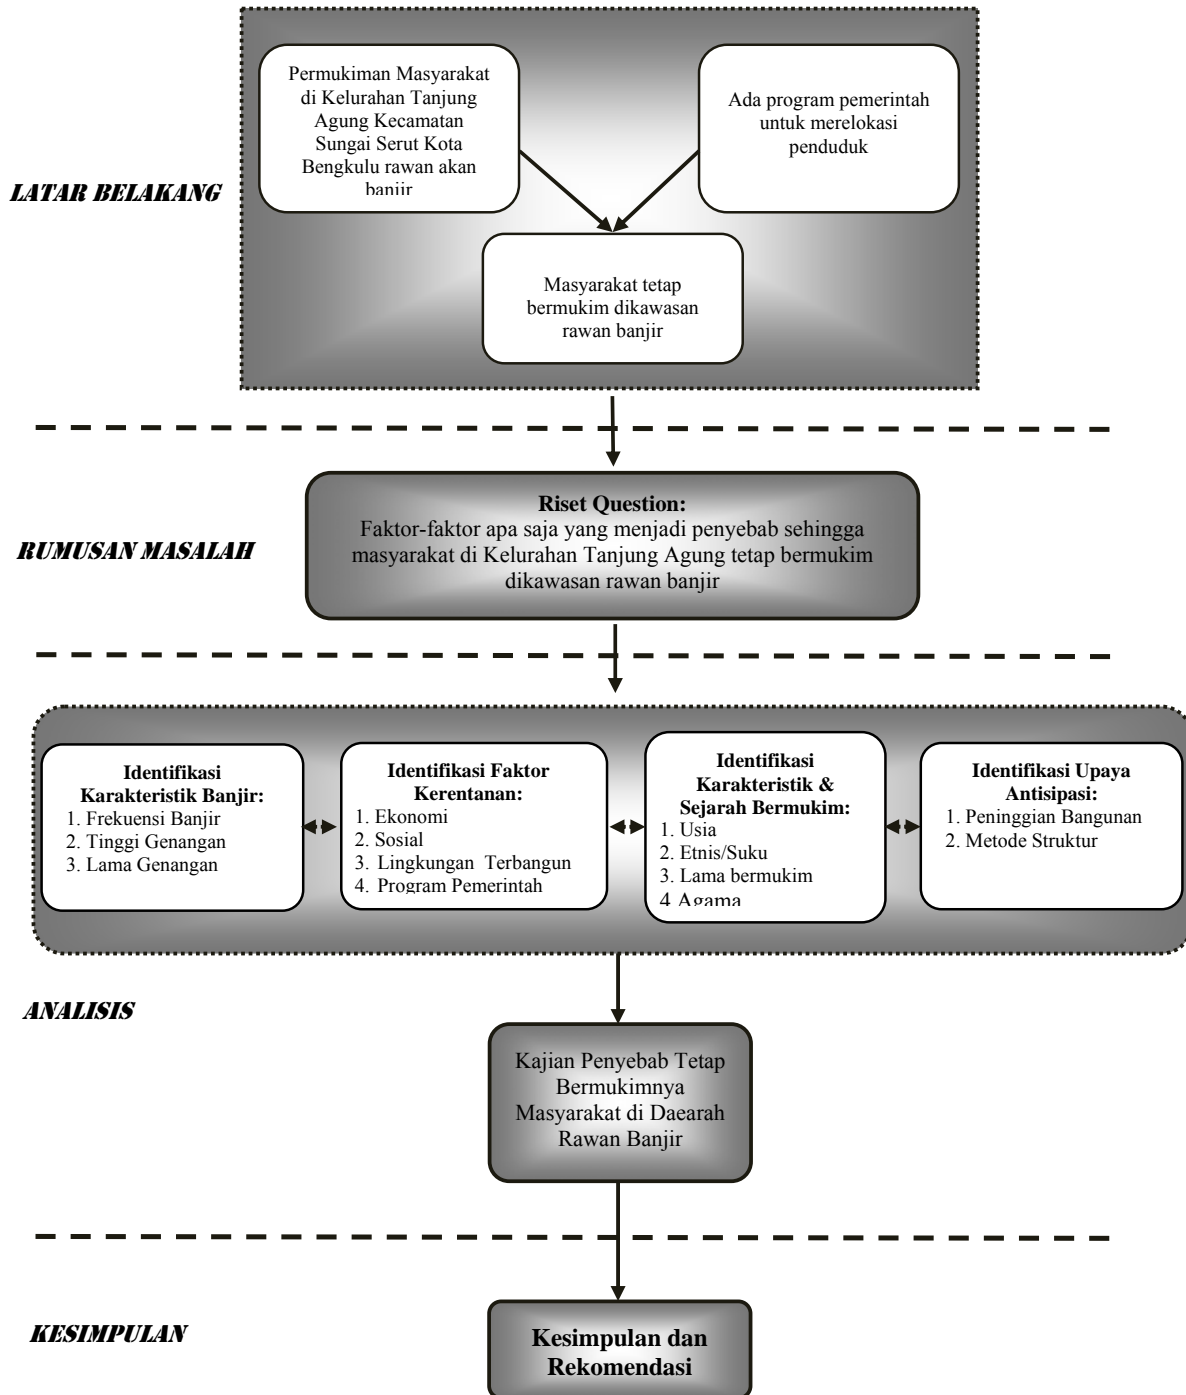 LATAR BELAKANG
Permukiman Masyarakat
di Kelurahan Tanjung
Agung Kecamatan
Sungai Serut Kota
Bengkulu rawan akan
banjir
Ada program pemerintah
untuk merelokasi
penduduk
Masyarakat tetap
bermukim dikawasan
rawan banjir
RUMUSAN MASALAH
Riset Question:
Faktor-faktor apa saja yang menjadi penyebab sehingga
masyarakat di Kelurahan Tanjung Agung tetap bermukim
dikawasan rawan banjir
Identifikasi
Karakteristik Banjir:
1. Frekuensi Banjir
2. Tinggi Genangan
3. Lama Genangan
Identifikasi Faktor
Kerentanan:
1. Ekonomi
2. Sosial
3. Lingkungan Terbangun
4. Program Pemerintah
Identifikasi
Karakteristik &
Sejarah Bermukim:
1. Usia
2. Etnis/Suku
3. Lama bermukim
4 Agama
Identifikasi Upaya
Antisipasi:
1. Peninggian Bangunan
2. Metode Struktur
ANALISIS
Kajian Penyebab Tetap
Bermukimnya
Masyarakat di Daearah
Rawan Banjir
KESIMPULAN
Kesimpulan dan
Rekomendasi